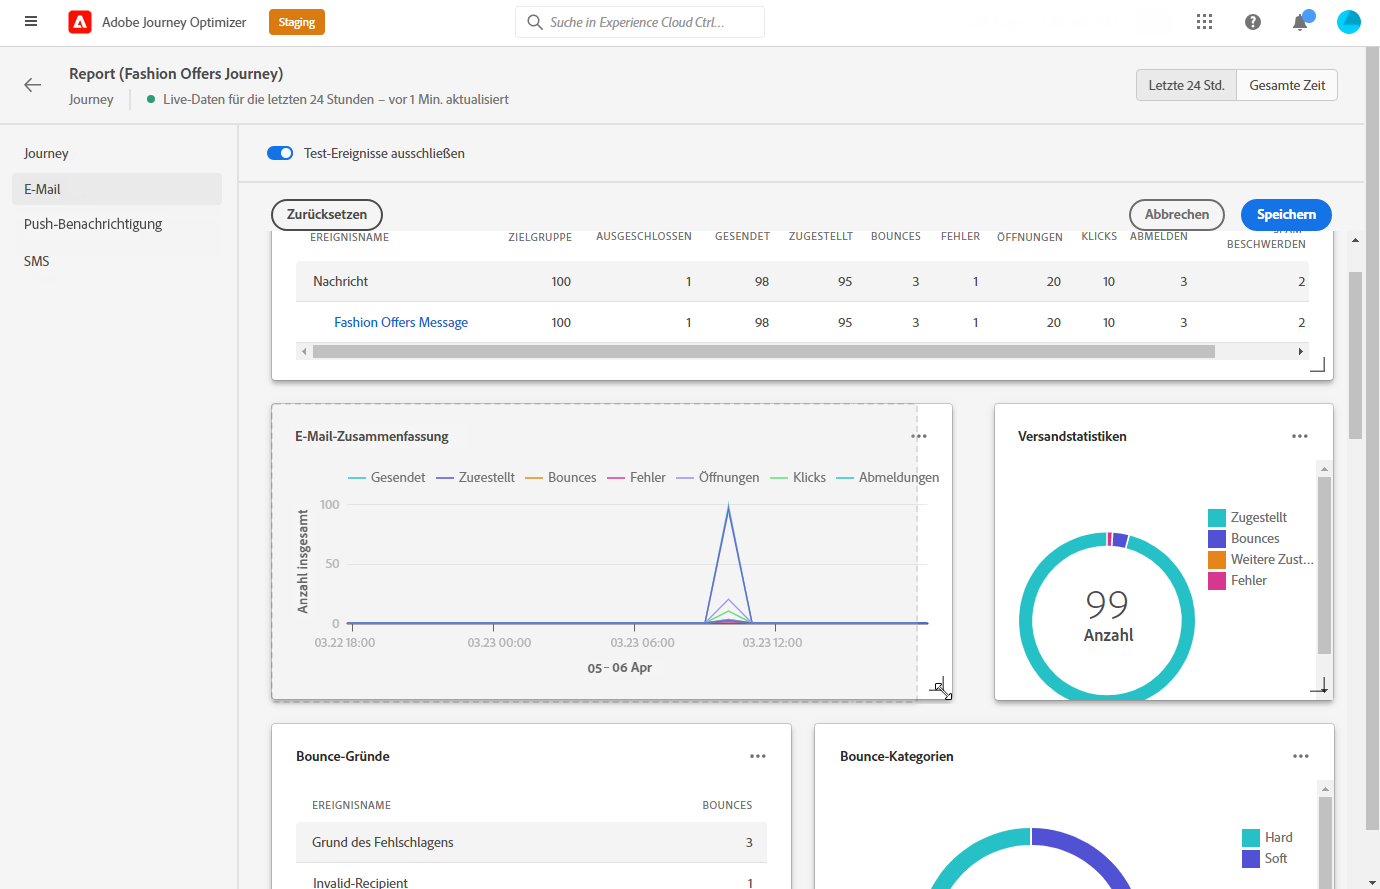 Adobe Journey Optimizer Staging Suche in Experience Cloud Ctrl... ?
Report (Fashion Offers Journey)
Journey Live-Daten für die letzten 24 Stunden – vor 1 Min. aktualisiert
Letzte 24 Std. Gesamte Zeit
Journey
E-Mail
Push-Benachrichtigung
SMS
Test-Ereignisse ausschließen
Zurücksetzen Abbrechen Speichern
EREIGNISNAME ZIELGRUPPE AUSGESCHLOSSEN GESENDET ZUGESTELLT BOUNCES FEHLER ÖFFNUNGEN KLICKS ABMELDEN BESCHWERDEN
Nachricht 100 1 98 95 3 1 20 10 3 2
Fashion Offers Message 100 1 98 95 3 1 20 10 3 2
E-Mail-Zusammenfassung
Gesendet Zugestellt Bounces Fehler Öffnungen Klicks Abmeldungen
Anzahl insgesamt
100
50
0
03.22 18:00 03.23 00:00 03.23 06:00 03.23 12:00
05 – 06 Apr
Versandstatistiken
Zugestellt
Bounces
Weitere Zust...
Fehler
99
Anzahl
Bounce-Gründe
EREIGNISNAME BOUNCES
Grund des Fehlschlagens 3
Invalid-Recipient 1
Bounce-Kategorien
Hard
Soft